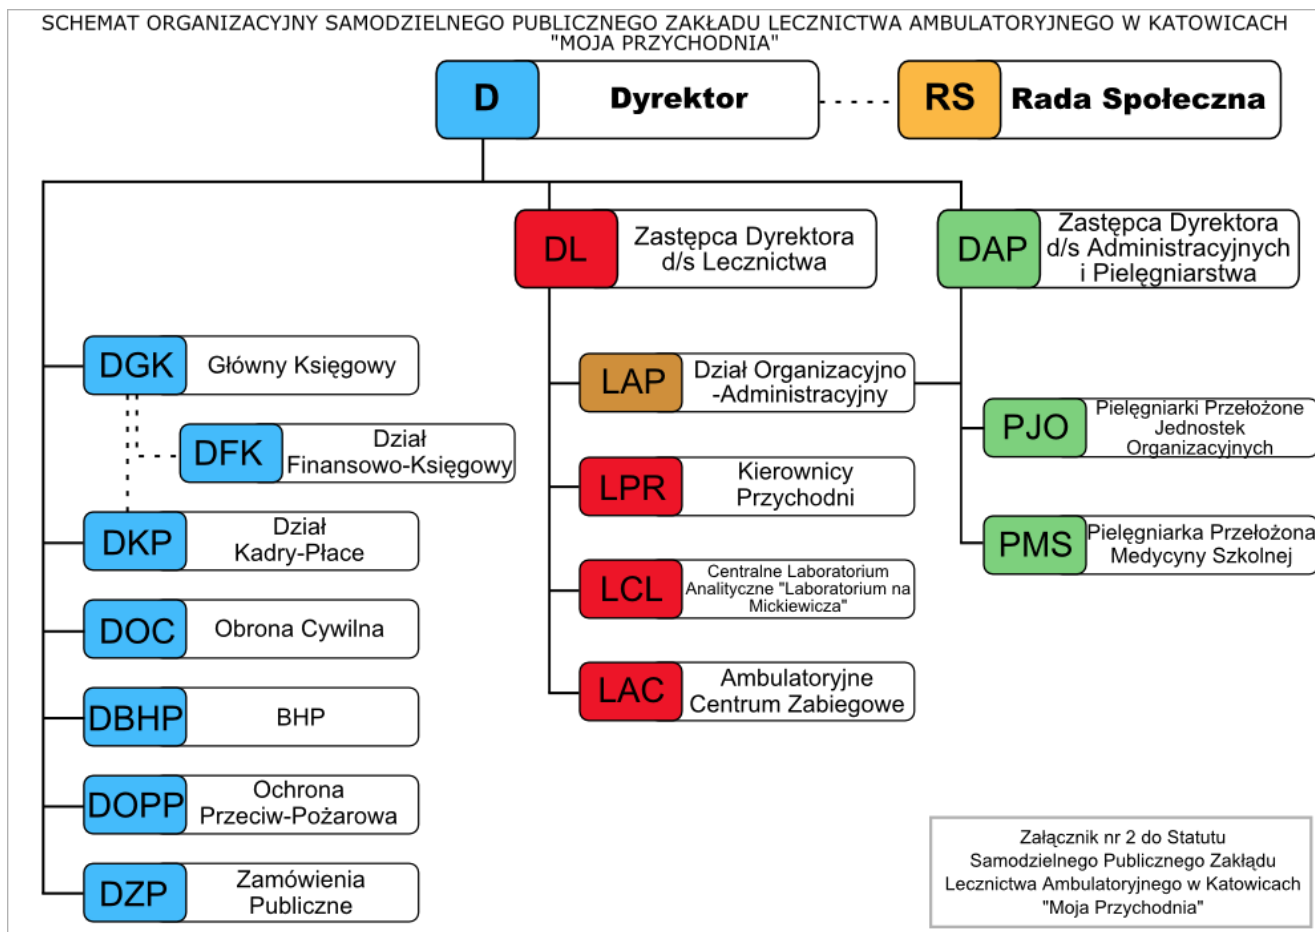 SCHEMAT ORGANIZACYJNY SAMODZIELNEGO PUBLICZNEGO ZAKŁADU LECZNICTWA AMBULATORYJNEGO W KATOWICACH
"MOJA PRZYCHODNIA"
D
Dyrektor
RS
Rada Społeczna
DL
Zastępca Dyrektora
d/s Lecznictwa
DAP
Zastępca Dyrektora
d/s Administracyjnych
i Pielęgniarstwa
DGK
Główny Księgowy
DFK
Dział
Finansowo-Księgowy
DKP
Dział
Kadry-Płace
DOC
Obrona Cywilna
DBHP
BHP
DOPP
Ochrona
Przeciw-Pożarowa
DZP
Zamówienia
Publiczne
LAP
Dział Organizacyjno
-Administracyjny
LPR
Kierownicy
Przychodni
LCL
Centralne Laboratorium
Analityczne "Laboratorium na
Mickiewicza"
LAC
Ambulatoryjne
Centrum Zabiegowe
PJO
Pielęgniarki Przełożone
Jednostek
Organizacyjnych
PMS
Pielęgniarka Przełożona
Medycyny Szkolnej
Załącznik nr 2 do Statutu
Samodzielnego Publicznego Zakłądu
Lecznictwa Ambulatoryjnego w Katowicach
"Moja Przychodnia"